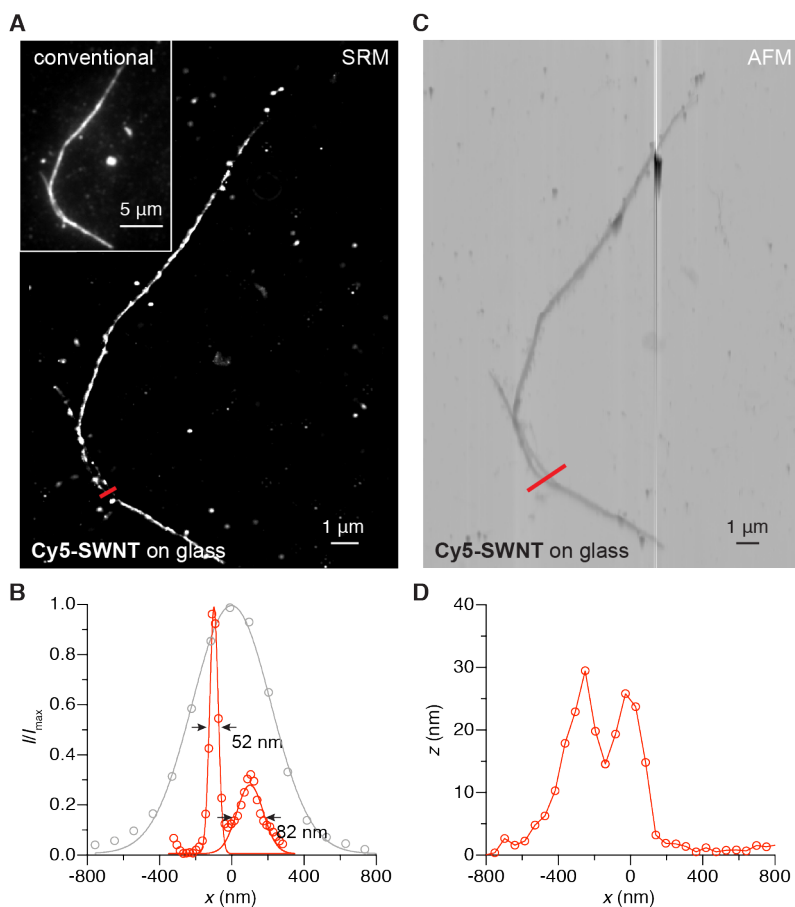 A
conventional
SRM
5 µm
1 µm
Cy5-SWNT on glass
C
AFM
1 µm
Cy5-SWNT on glass
B
1.0
0.8
0.6
0.4
0.2
0.0
I/Imax
52 nm
82 nm
-800 -400 0 400 800
x (nm)
D
40
30
20
10
0
z (nm)
-800 -400 0 400 800
x (nm)